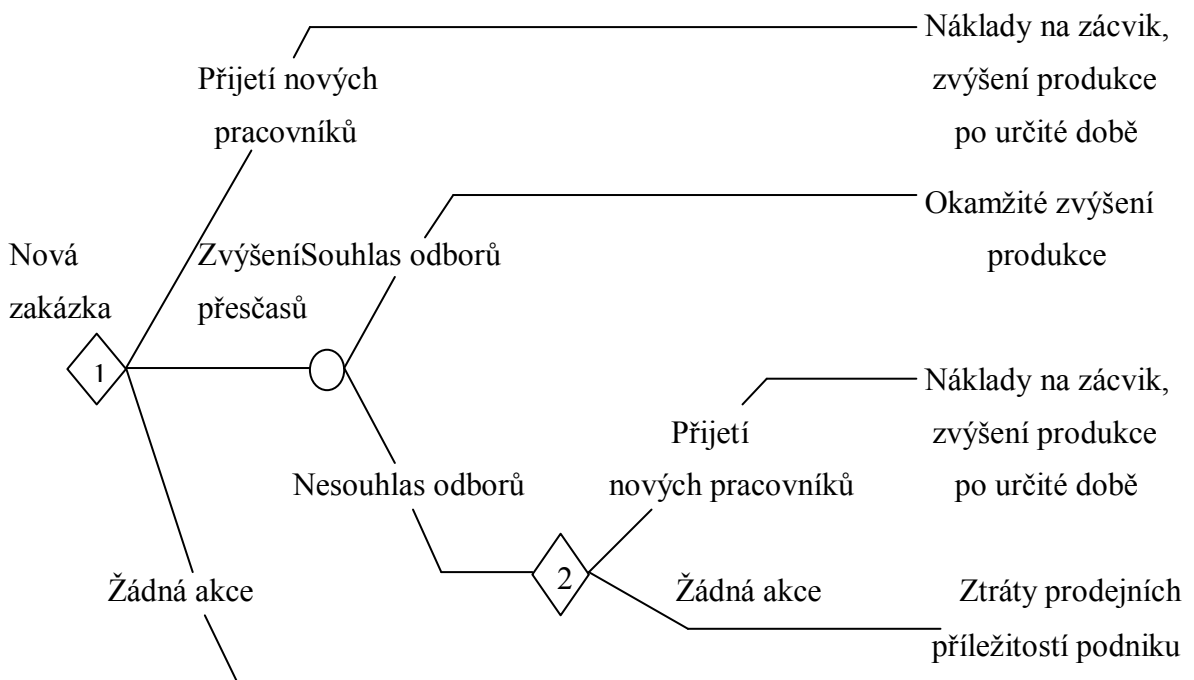 Náklady na zácvik,
zvýšení produkce
po určité době
Přijetí nových
pracovníků
Okamžité zvýšení
produkce
Nová
zakázka
1
Zvýšení
přesčasů
Souhlas odborů
Náklady na zácvik,
zvýšení produkce
po určité době
Přijetí
nových pracovníků
Nesouhlas odborů
2
Žádná akce
Žádná akce
Ztráty prodejních
příležitostí podniku